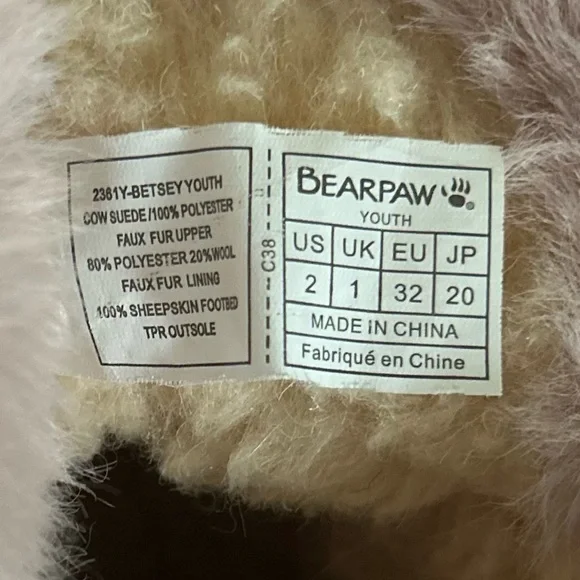 2361Y-BETSEY YOUTH
COW SUEDE/100% POLYESTER
FAUX FUR UPPER
80% POLYESTER 20%WOOL
FAUX FUR LINING
100% SHEEPSKIN FOOTBED
TPR OUTSOLE
C38
BEARPAW
YOUTH
US UK EU JP
2 1 32 20
MADE IN CHINA
Fabriqué en Chine